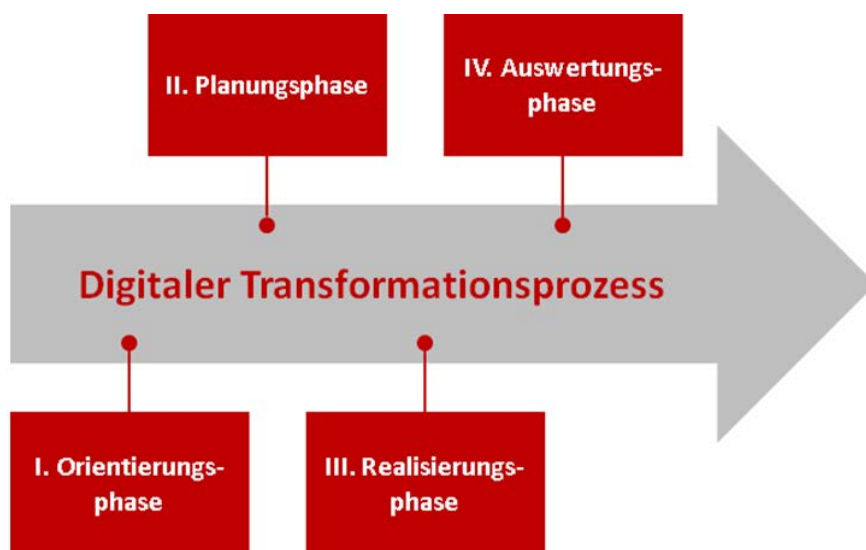 II. Planungsphase
IV. Auswertungs-
phase
Digitaler Transformationsprozess
I. Orientierungs-
phase
III. Realisierungs-
phase